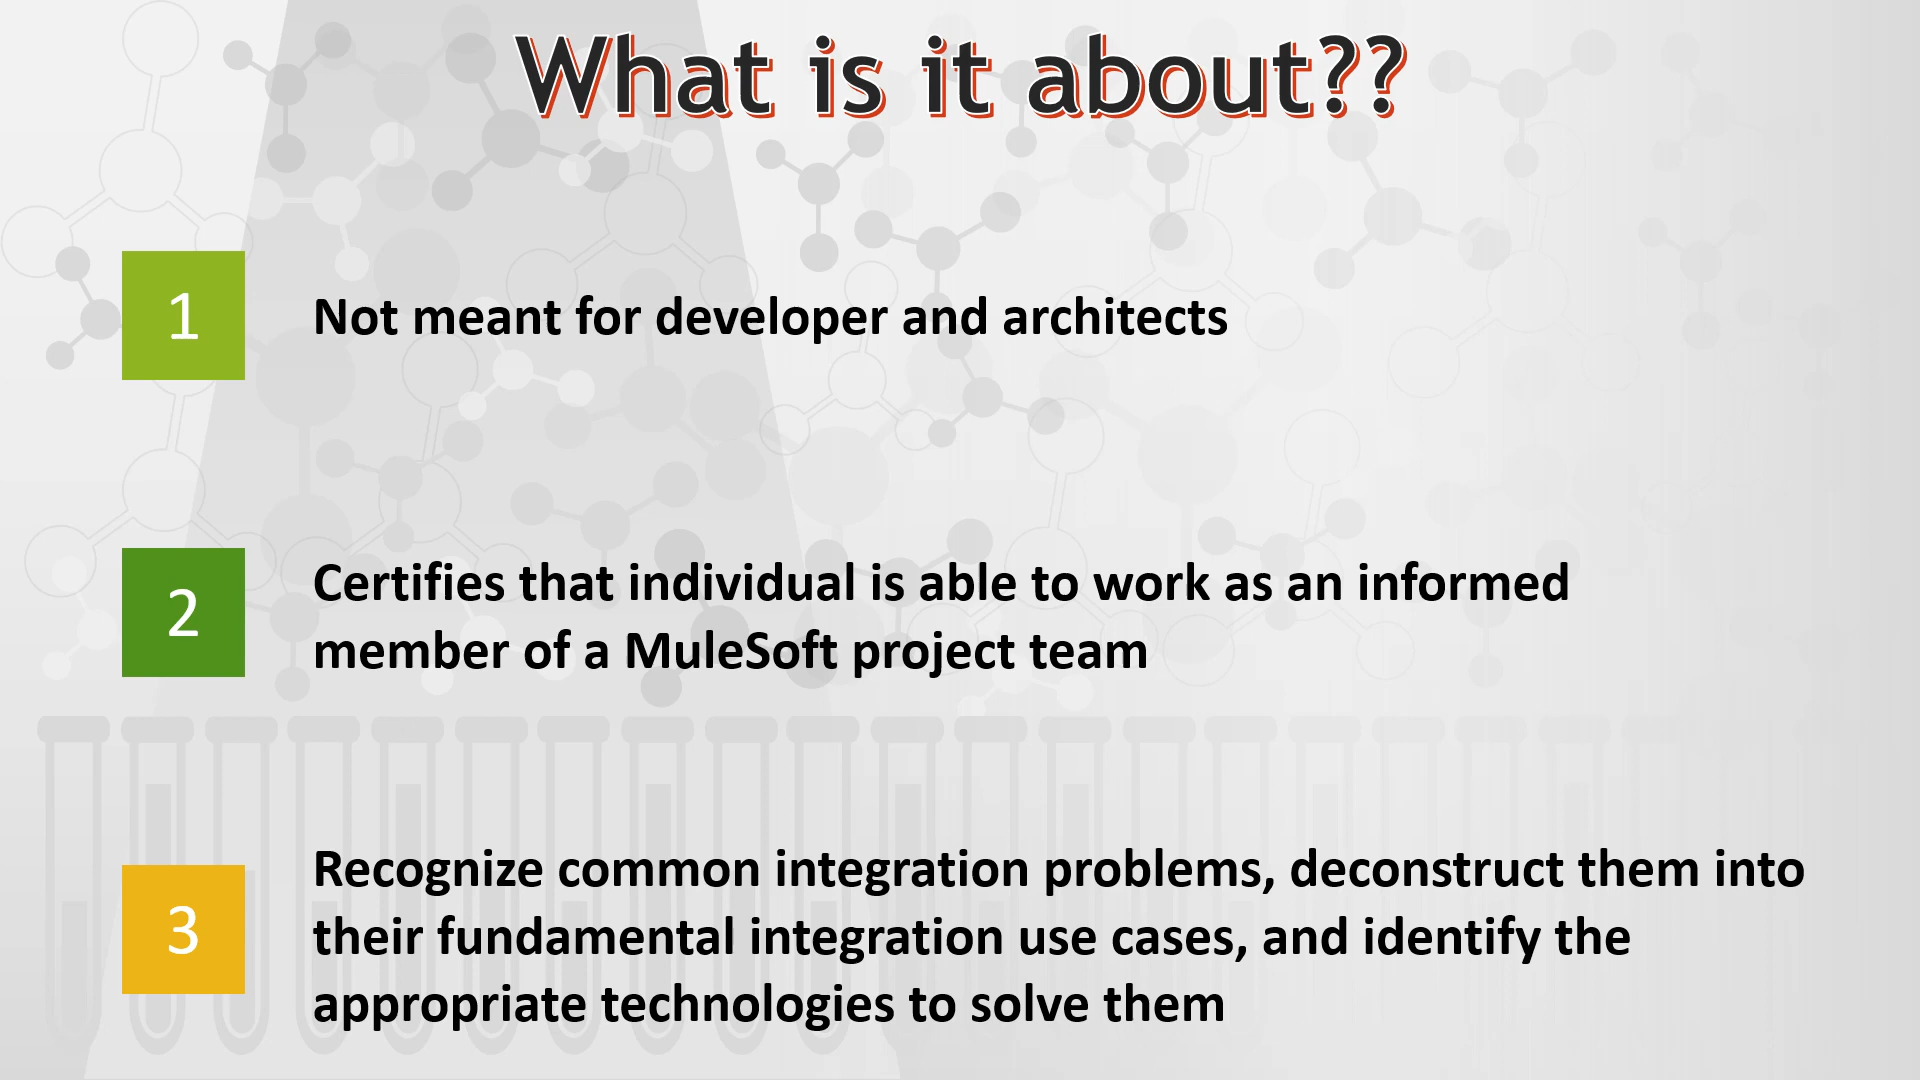 What is it about??
1
Not meant for developer and architects
2
Certifies that individual is able to work as an informed
member of a MuleSoft project team
3
Recognize common integration problems, deconstruct them into
their fundamental integration use cases, and identify the
appropriate technologies to solve them